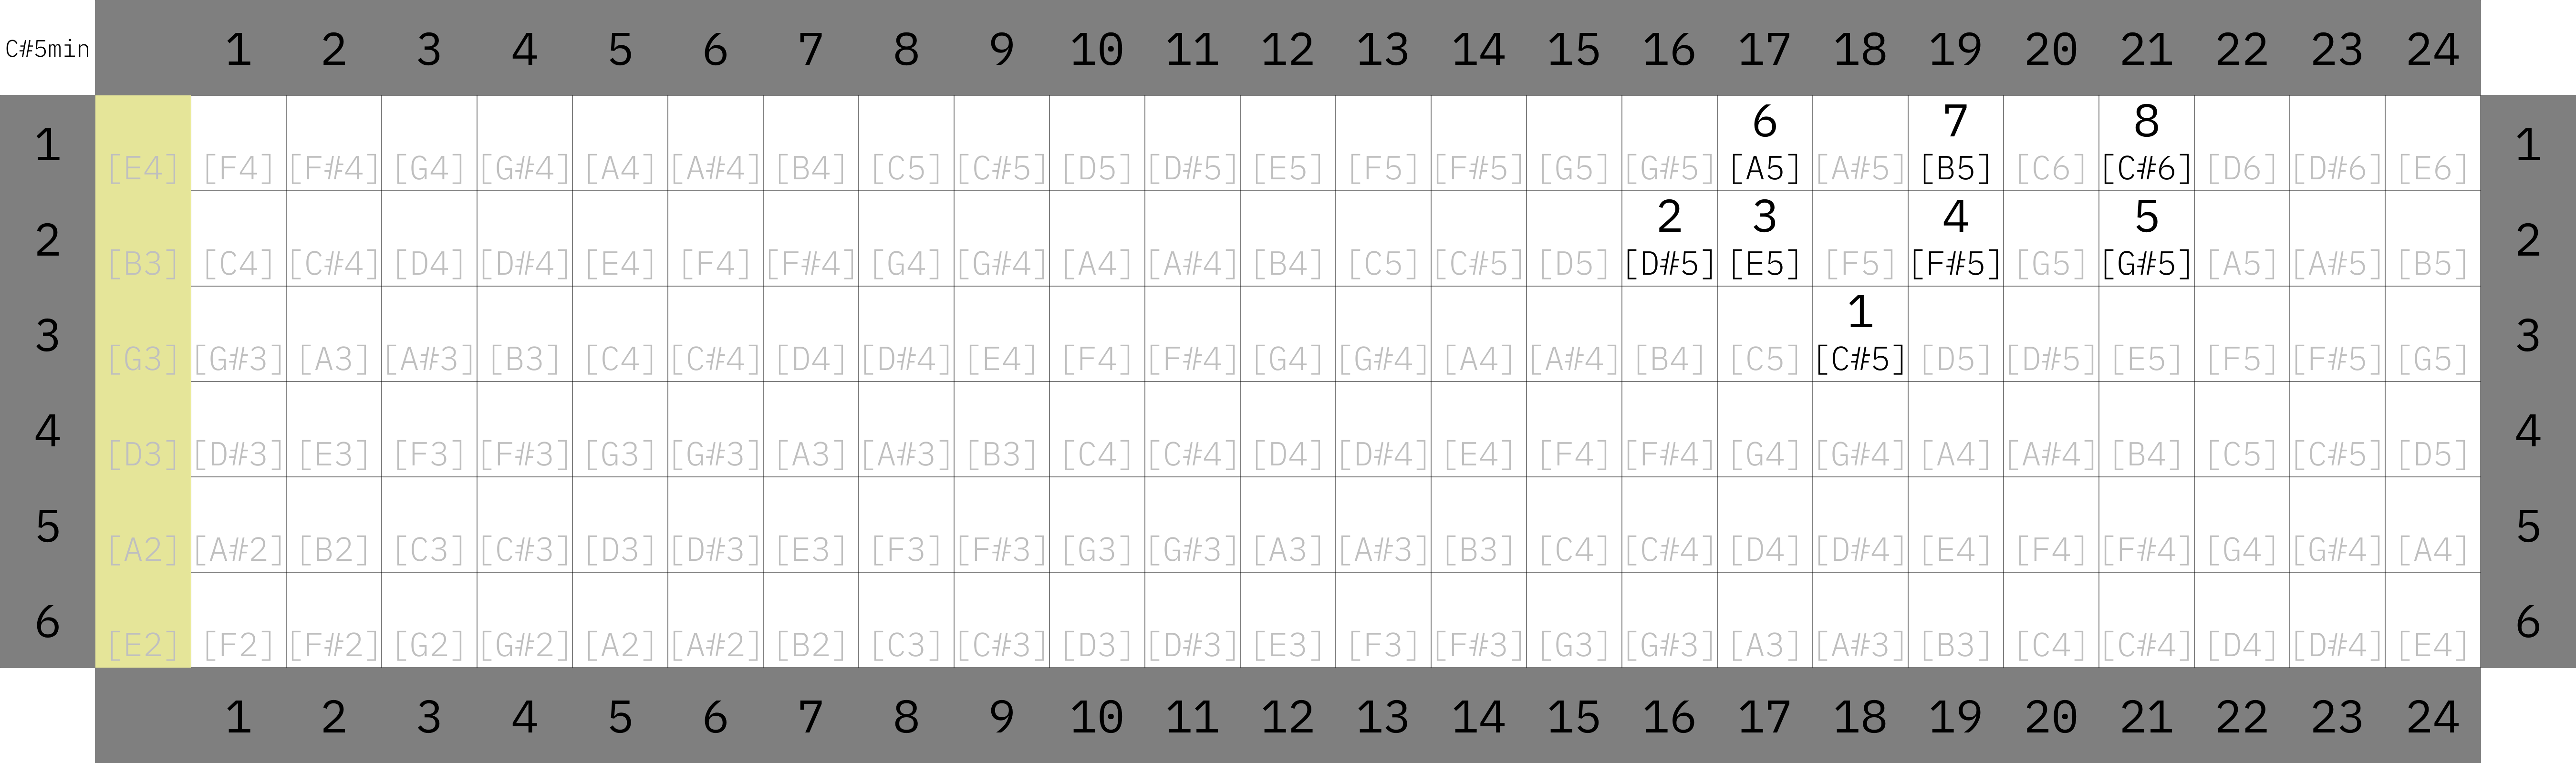 C#5min 1 2 3 4 5 6 7 8 9 10 11 12 13 14 15 16 17 18 19 20 21 22 23 24
6 7 8
1 [E4] [F4] [F#4] [G4] [G#4] [A4] [A#4] [B4] [C5] [C#5] [D5] [D#5] [E5] [F5] [F#5] [G5] [G#5] [A5] [A#5] [B5] [C6] [C#6] [D6] [D#6] [E6] 1
2 3 4 5
2 [B3] [C4] [C#4] [D4] [D#4] [E4] [F4] [F#4] [G4] [G#4] [A4] [A#4] [B4] [C5] [C#5] [D5] [D#5] [E5] [F5] [F#5] [G5] [G#5] [A5] [A#5] [B5] 2
1
3 [G3] [G#3] [A3] [A#3] [B3] [C4] [C#4] [D4] [D#4] [E4] [F4] [F#4] [G4] [G#4] [A4] [A#4] [B4] [C5] [C#5] [D5] [D#5] [E5] [F5] [F#5] [G5] 3
4 [D3] [D#3] [E3] [F3] [F#3] [G3] [G#3] [A3] [A#3] [B3] [C4] [C#4] [D4] [D#4] [E4] [F4] [F#4] [G4] [G#4] [A4] [A#4] [B4] [C5] [C#5] [D5] 4
5 [A2] [A#2] [B2] [C3] [C#3] [D3] [D#3] [E3] [F3] [F#3] [G3] [G#3] [A3] [A#3] [B3] [C4] [C#4] [D4] [D#4] [E4] [F4] [F#4] [G4] [G#4] [A4] 5
6 [E2] [F2] [F#2] [G2] [G#2] [A2] [A#2] [B2] [C3] [C#3] [D3] [D#3] [E3] [F3] [F#3] [G3] [G#3] [A3] [A#3] [B3] [C4] [C#4] [D4] [D#4] [E4] 6
1 2 3 4 5 6 7 8 9 10 11 12 13 14 15 16 17 18 19 20 21 22 23 24